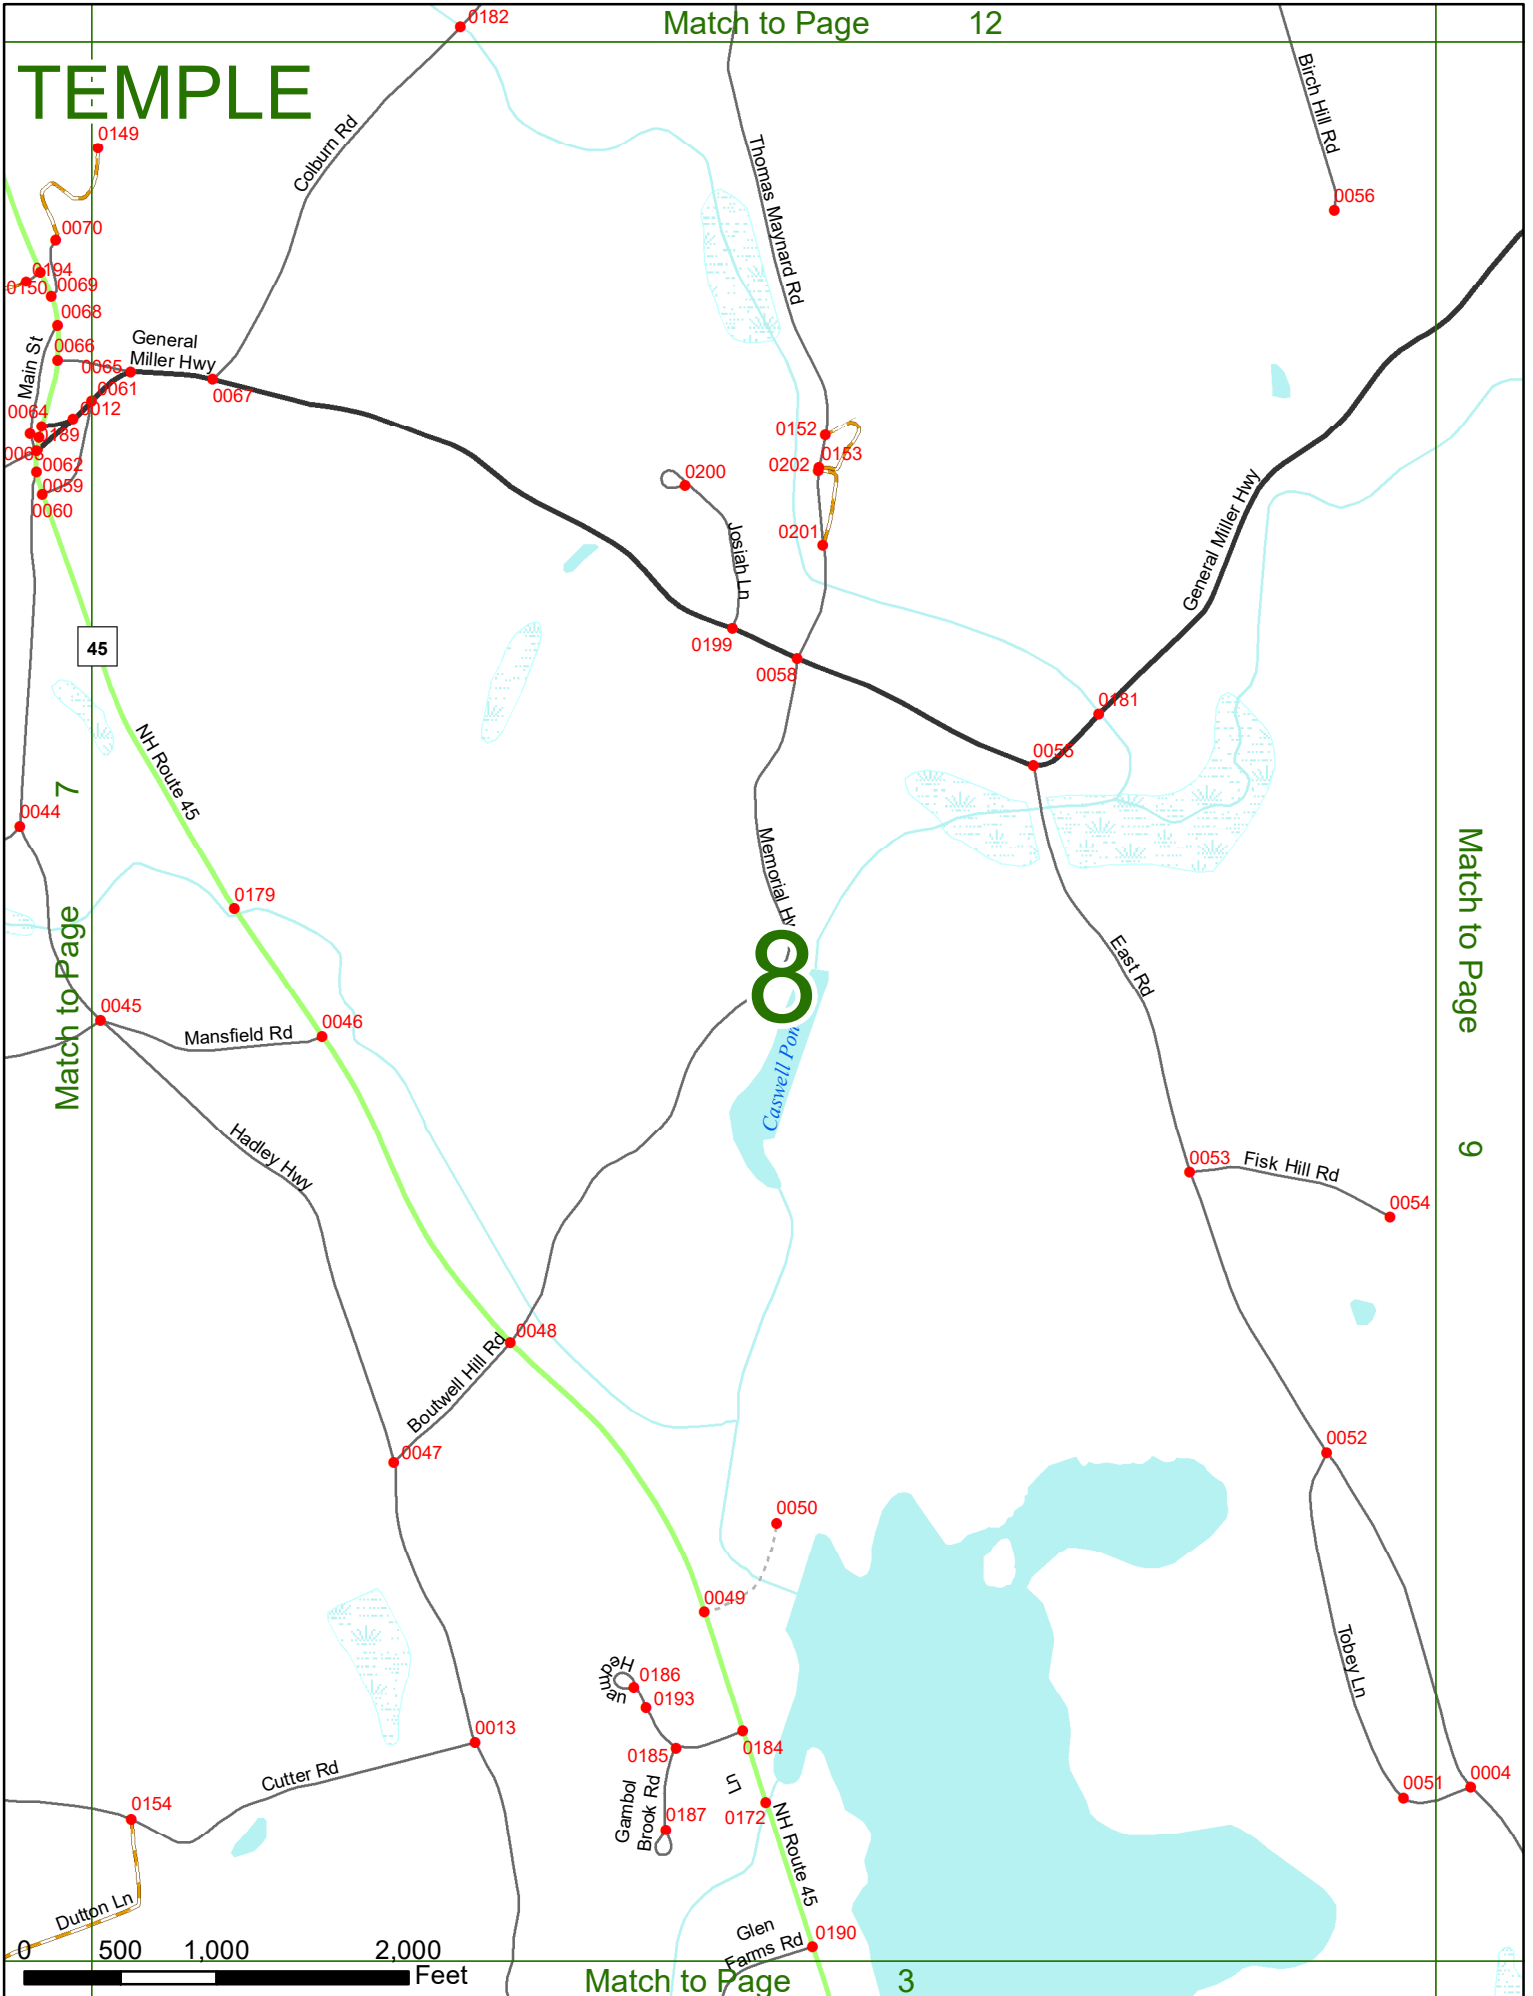 0182
Match to Page 12
TEMPLE
Birch Hill Rd
0149
Colburn Rd
Thomas Maynard Rd
0056
0070
0194
0150
0069
0068
General
Miller Hwy
Main St
0066
0065
0061
0067
0012
0064
0189
0152
0153
0202
0062
0200
0059
0060
General Miller Hwy
Josiah Ln
0201
45
0199
0058
0181
NH Route 45
0055
7
0044
Memorial Hw
Match to Page
0179
Match to Page
East Rd
8
0045
0046
Mansfield Rd
Caswell Pon
Hadley Hwy
9
0053
Fisk Hill Rd
0054
0048
Boutwell Hill Rd
0047
0052
0050
0049
Tobey Ln
Hedman
0186
0193
0013
0185
0184
Cutter Rd
Ln
Gambol
Brook Rd
0004
0051
0154
0187
0172
NH Route 45
Dutton Ln
Glen
Farms Rd
0190
0 500 1,000 2,000
Feet
Match to Page 3